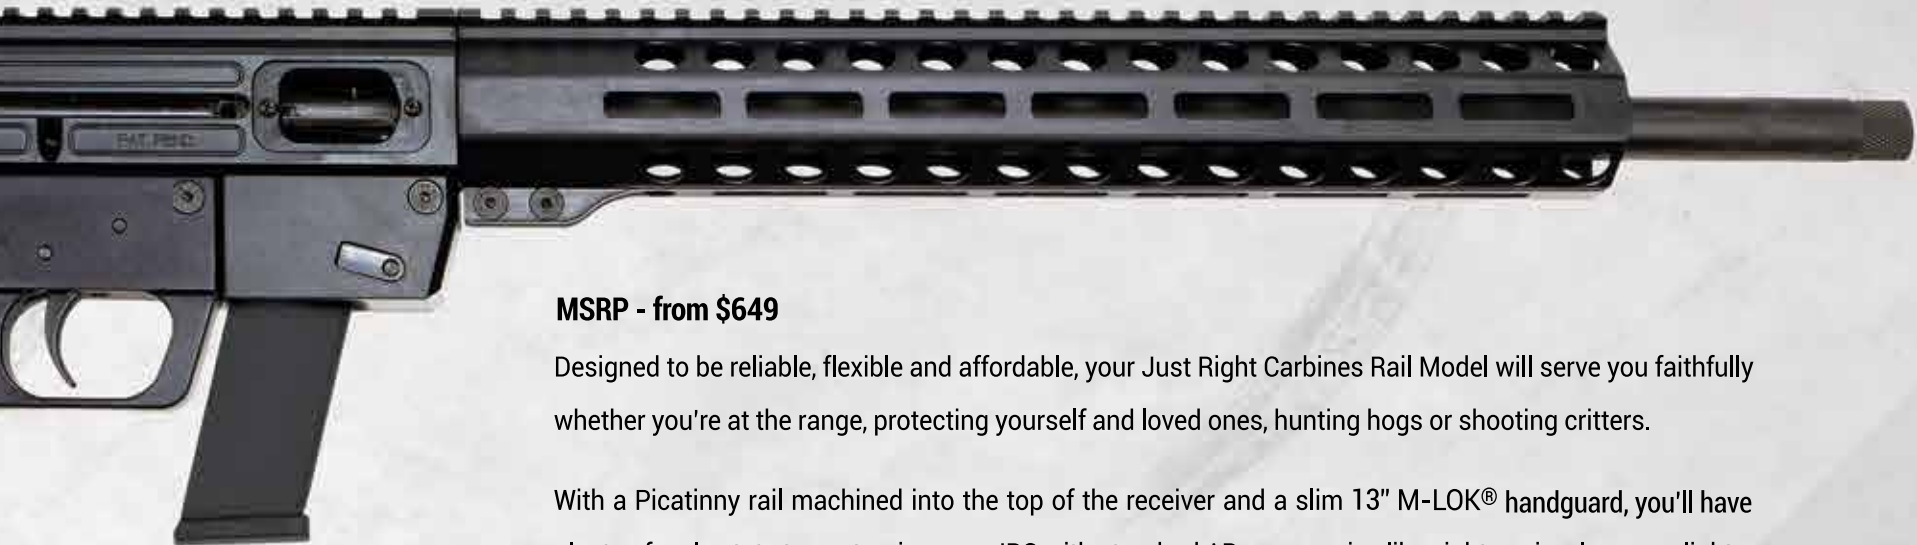 PAT. PEND.
MSRP - from $649
Designed to be reliable, flexible and affordable, your Just Right Carbines Rail Model will serve you faithfully
whether you're at the range, protecting yourself and loved ones, hunting hogs or shooting critters.
With a Picatinny rail machined into the top of the receiver and a slim 13" M-LOK® handguard, you'll have